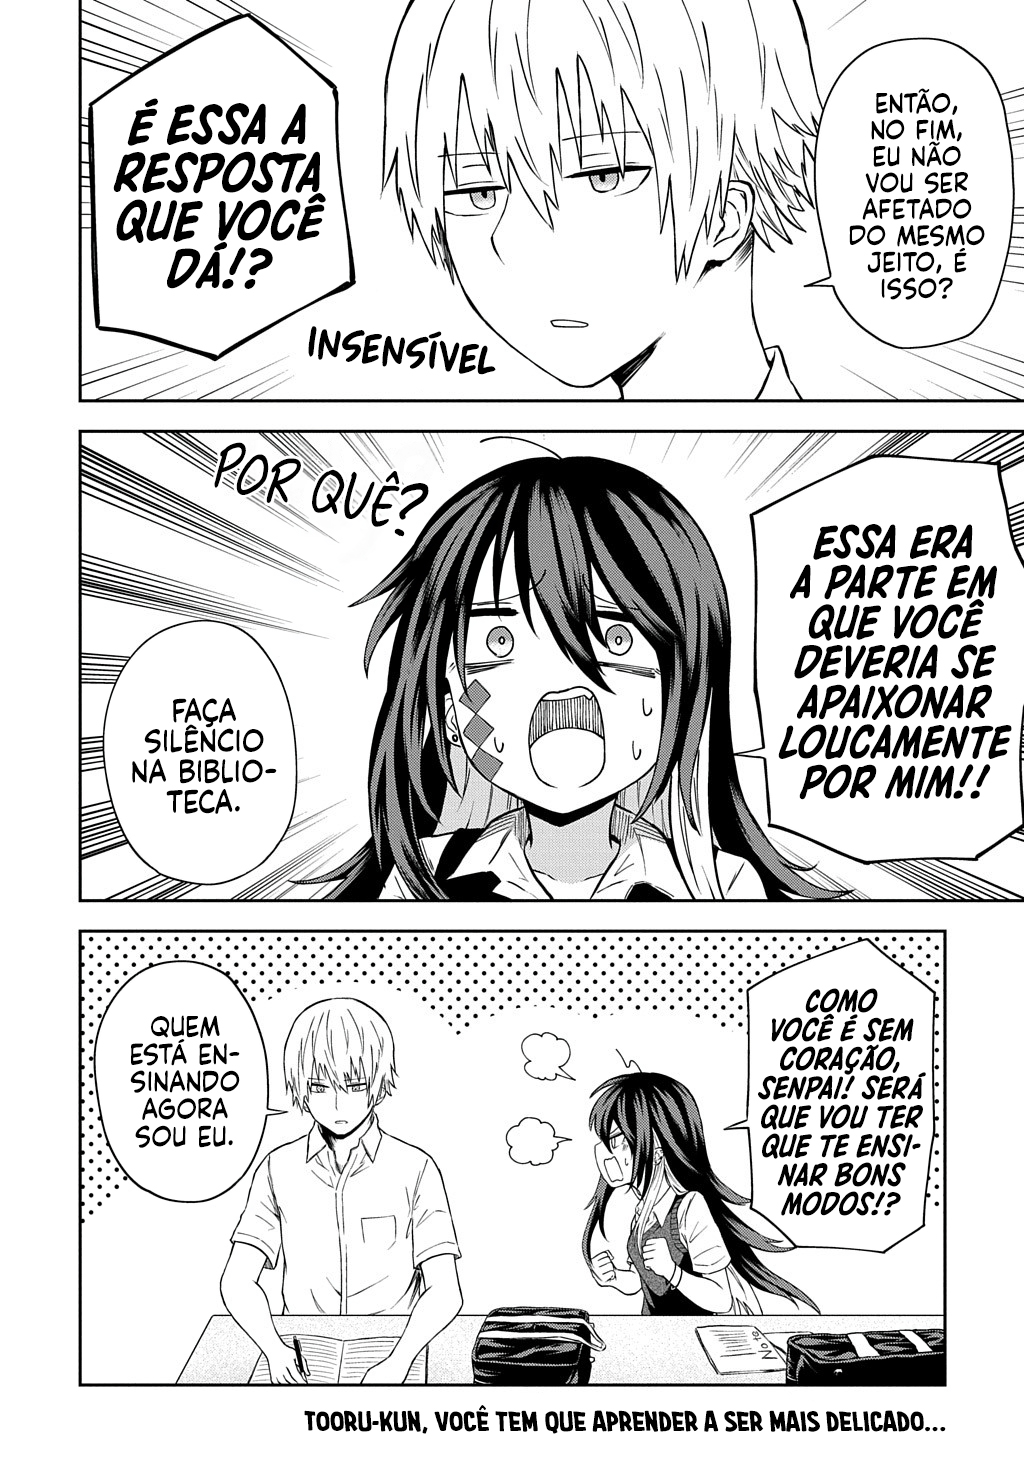 ENTÃO,
NO FIM,
EU NÃO
VOU SER
AFETADO
DO MESMO
JEITO, É
ISSO?
É ESSA A
RESPOSTA
QUE VOCÊ
DÁ!?
INSENSÍVEL
ESSA ERA
A PARTE EM
QUE VOCÊ
DEVERIA SE
APAIXONAR
LOUCAMENTE
POR MIM!!
POR QUÊ?
FAÇA
SILÊNCIO
NA BIBLIO-
TECA.
COMO
VOCÊ É SEM
CORAÇÃO,
SENPAI! SERÁ
QUE VOU TER
QUE TE ENSI-
NAR BONS
MODOS!?
QUEM
ESTÁ EN-
SINANDO
AGORA
SOU EU.
Note
TOORU-KUN, VOCÊ TEM QUE APRENDER A SER MAIS DELICADO...